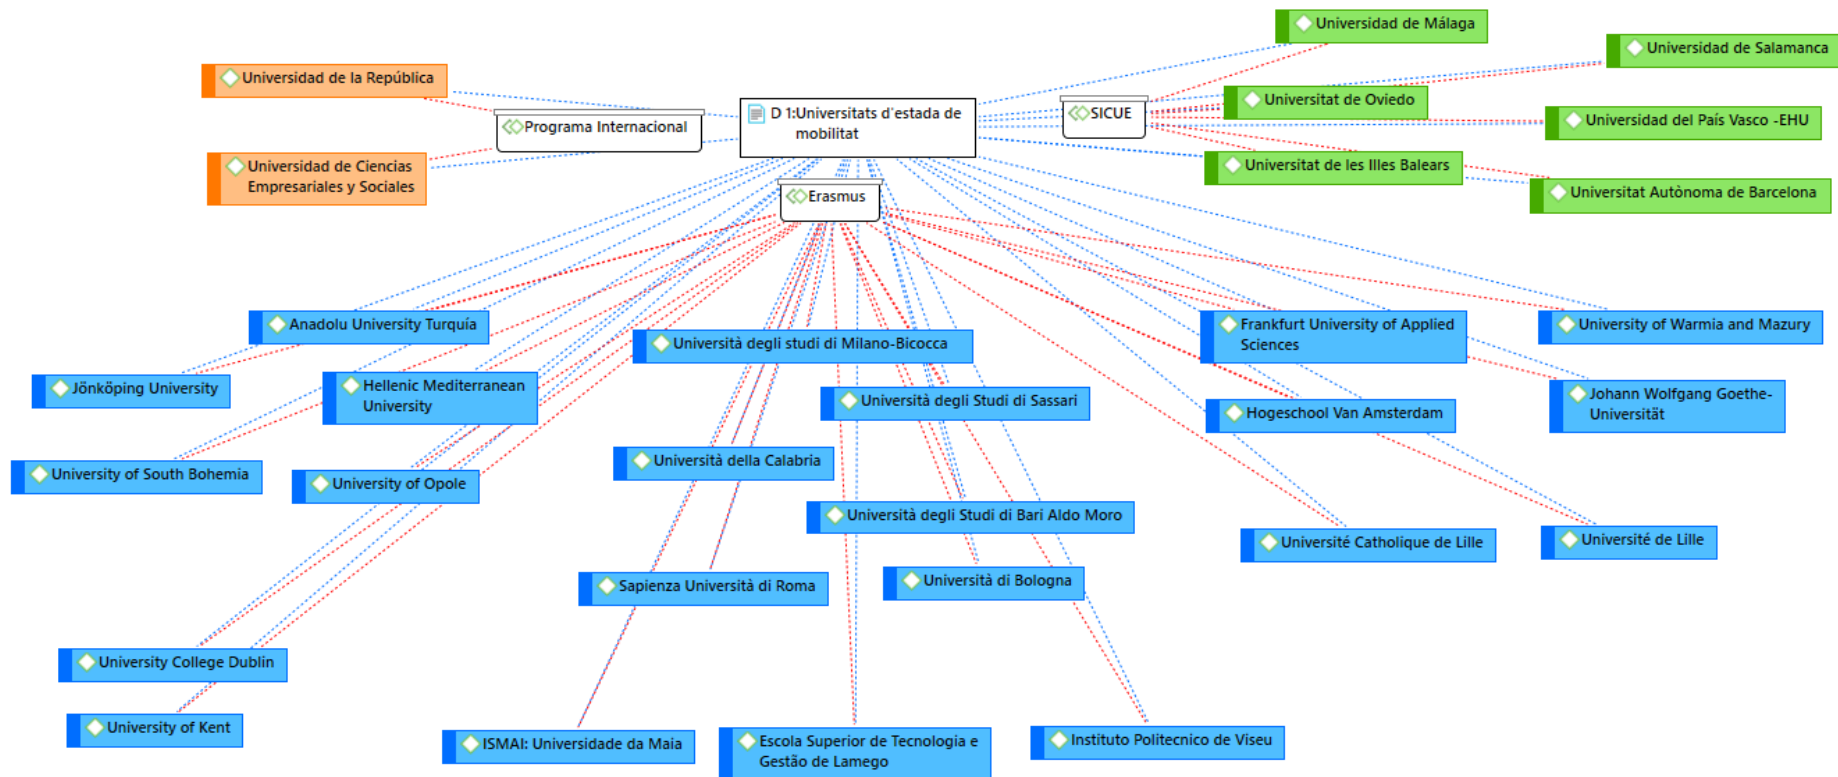 Universidad de Málaga
Universidad de Salamanca
Universidad de la República
Universitat de Oviedo
D 1:Universitats d'estada de
mobilitat
SICUE
Programa Internacional
Universidad del País Vasco -EHU
Universidad de Ciencias
Empresariales y Sociales
Universitat de les Illes Balears
Universitat Autònoma de Barcelona
Erasmus
Anadolu University Turquía
Università degli studi di Milano-Bicocca
Frankfurt University of Applied
Sciences
University of Warmia and Mazury
Jönköping University
Hellenic Mediterranean
University
Università degli Studi di Sassari
Hogeschool Van Amsterdam
Johann Wolfgang Goethe-
Universität
University of South Bohemia
University of Opole
Università della Calabria
Università degli Studi di Bari Aldo Moro
Université Catholique de Lille
Université de Lille
Sapienza Università di Roma
Università di Bologna
University College Dublin
University of Kent
ISMAI: Universidade da Maia
Escola Superior de Tecnologia e
Gestão de Lamego
Instituto Politecnico de Viseu